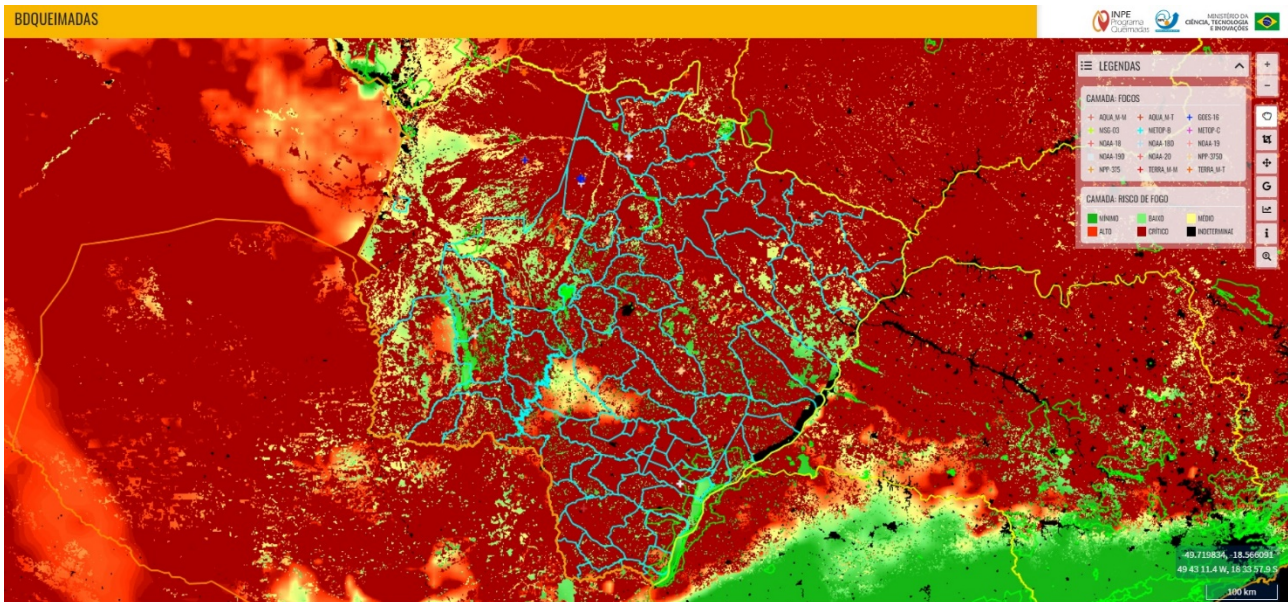 BDQUEIMADAS
INPE
Programa
Queimadas
MINISTÉRIO DA
CIÊNCIA, TECNOLOGIA
E INOVAÇÕES
LEGENDAS
CAMADA: FOCOS
AQUA_M-M AQUA_M-T GOES-16
MSG-03 METOP-B METOP-C
NOAA-18 NOAA-18D NOAA-19
NOAA-19D NOAA-20 NPP-375D
NPP-375 TERRA_M-M TERRA_M-T
CAMADA: RISCO DE FOGO
MÍNIMO BAIXO MÉDIO
ALTO CRÍTICO INDETERMINAD
-49.719834, -18.566091
49 43 11.4 W, 18 33 57.9 S
100 km